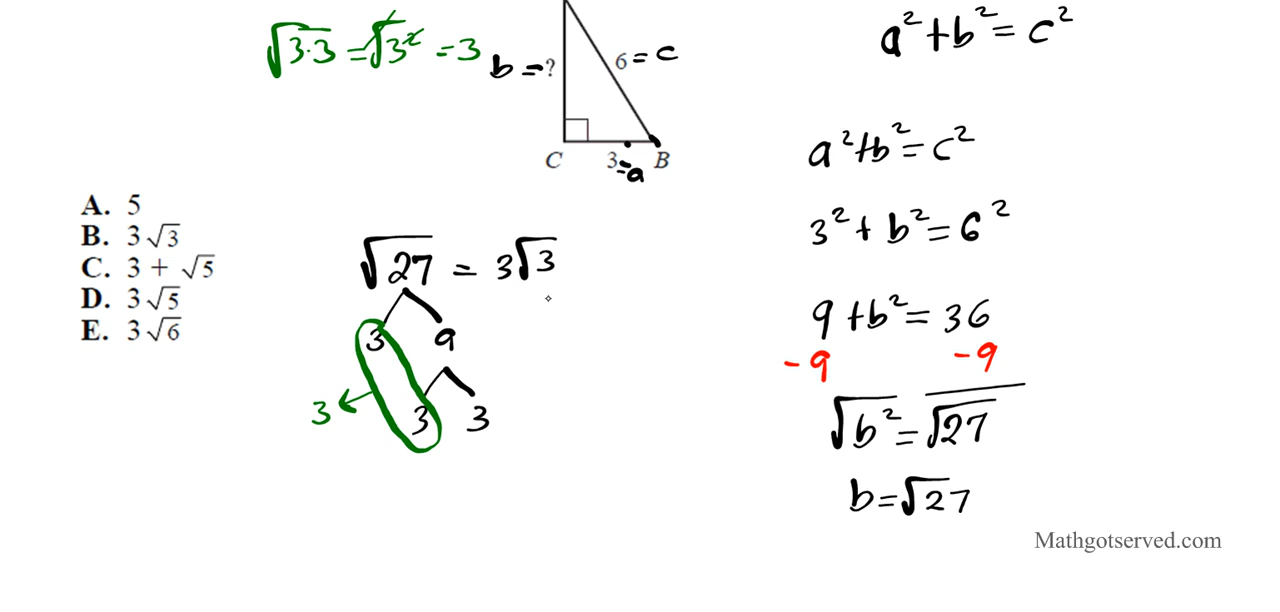 √3·3 = √3² = 3
b = ?
6 = c
C
3 = a
B
A. 5
B. 3√3
C. 3 + √5
D. 3√5
E. 3√6
√27 = 3√3
3 9
3 3 3
a² + b² = c²
a² + b² = c²
3² + b² = 6²
9 + b² = 36
-9 -9
√b² = √27
b = √27
Mathgotserved.com